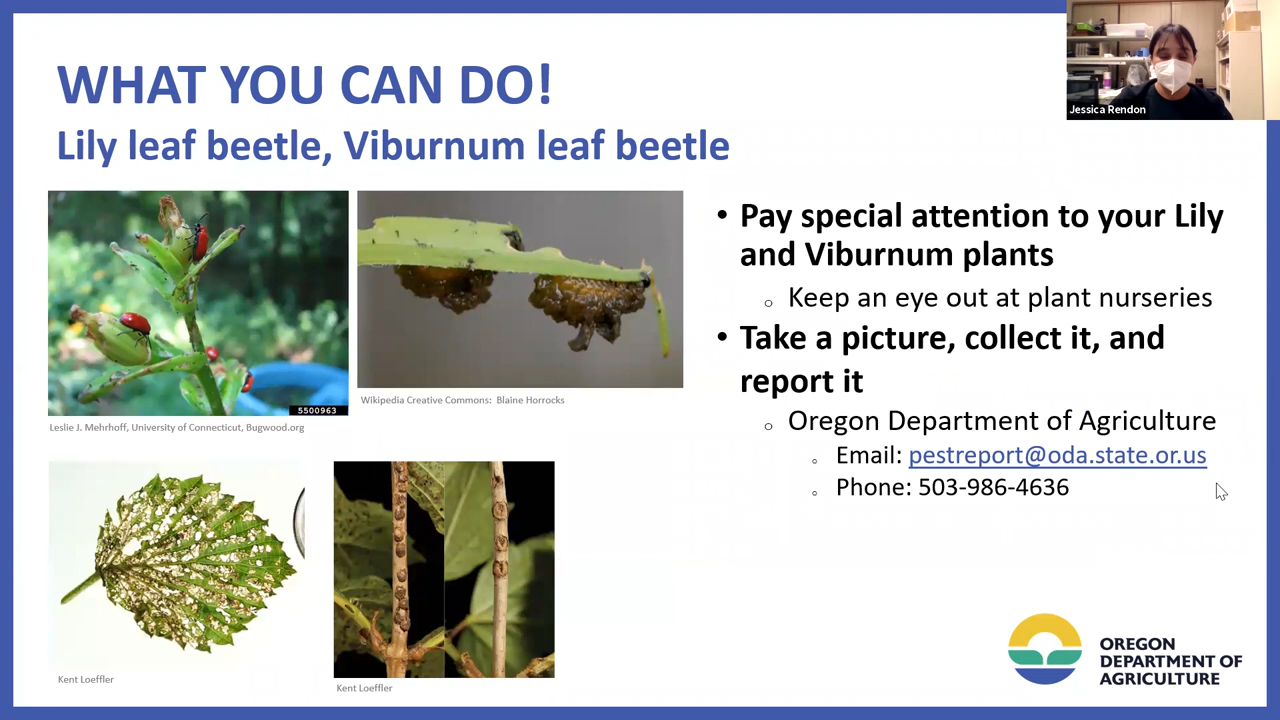 WHAT YOU CAN DO!
Lily leaf beetle, Viburnum leaf beetle
Jessica Rendon
• Pay special attention to your Lily
and Viburnum plants
o Keep an eye out at plant nurseries
• Take a picture, collect it, and
report it
o Oregon Department of Agriculture
o Email: pestreport@oda.state.or.us
o Phone: 503-986-4636
5500963
Leslie J. Mehrhoff, University of Connecticut, Bugwood.org
Wikipedia Creative Commons: Blaine Horrocks
Kent Loeffler
Kent Loeffler
OREGON
DEPARTMENT OF
AGRICULTURE